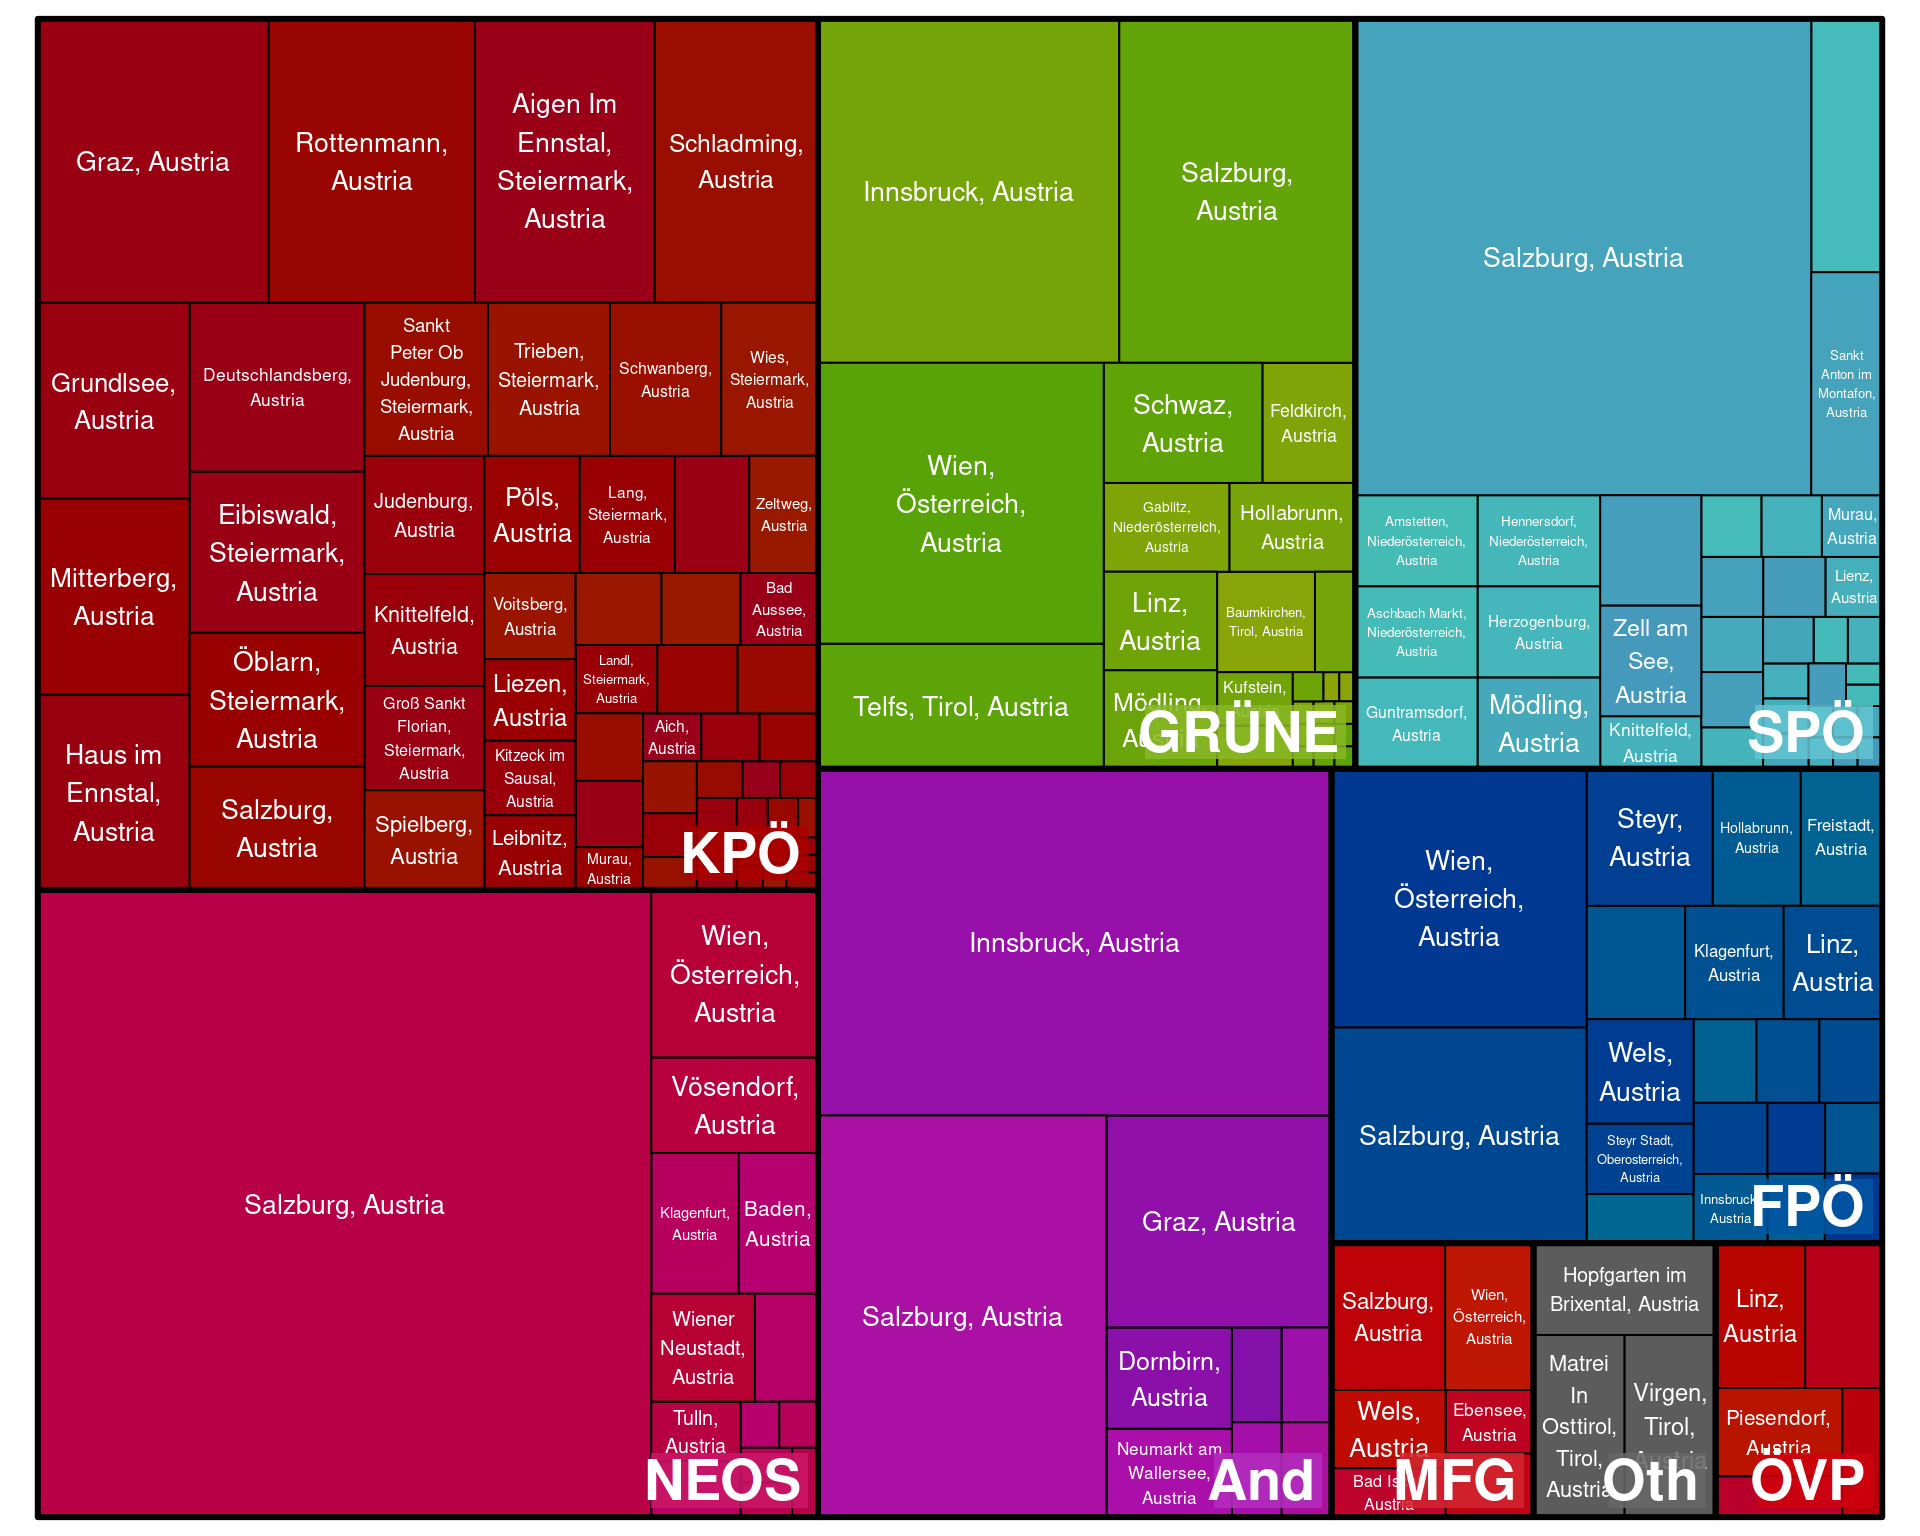 Graz, Austria
Rottenmann,
Austria
Aigen Im
Ennstal,
Steiermark,
Austria
Schladming,
Austria
Grundlsee,
Austria
Deutschlandsberg,
Austria
Sankt
Peter Ob
Judenburg,
Steiermark,
Austria
Trieben,
Steiermark,
Austria
Schwanberg,
Austria
Wies,
Steiermark,
Austria
Mitterberg,
Austria
Eibiswald,
Steiermark,
Austria
Judenburg,
Austria
Pöls,
Austria
Lang,
Steiermark,
Austria
Zeltweg,
Austria
Knittelfeld,
Austria
Voitsberg,
Austria
Bad
Aussee,
Austria
Öblarn,
Steiermark,
Austria
Liezen,
Austria
Landl,
Steiermark,
Austria
Haus im
Ennstal,
Austria
Groß Sankt
Florian,
Steiermark,
Austria
Kitzeck im
Sausal,
Austria
Aich,
Austria
Salzburg,
Austria
Spielberg,
Austria
Leibnitz,
Austria
Murau,
Austria
KPÖ
Innsbruck, Austria
Salzburg,
Austria
Wien,
Österreich,
Austria
Schwaz,
Austria
Feldkirch,
Austria
Gablitz,
Niederösterreich,
Austria
Hollabrunn,
Austria
Linz,
Austria
Baumkirchen,
Tirol, Austria
Telfs, Tirol, Austria
Mödling,
Austria
Kufstein,
Austria
GRÜNE
Salzburg, Austria
Sankt
Anton im
Montafon,
Austria
Amstetten,
Niederösterreich,
Austria
Hennersdorf,
Niederösterreich,
Austria
Murau,
Austria
Aschbach Markt,
Niederösterreich,
Austria
Herzogenburg,
Austria
Lienz,
Austria
Zell am
See,
Austria
Guntramsdorf,
Austria
Mödling,
Austria
Knittelfeld,
Austria
SPÖ
Salzburg, Austria
Wien,
Österreich,
Austria
Vösendorf,
Austria
Klagenfurt,
Austria
Baden,
Austria
Wiener
Neustadt,
Austria
Tulln,
Austria
NEOS
Innsbruck, Austria
Salzburg, Austria
Graz, Austria
Dornbirn,
Austria
Neumarkt am
Wallersee,
Austria
And
Wien,
Österreich,
Austria
Steyr,
Austria
Hollabrunn,
Austria
Freistadt,
Austria
Klagenfurt,
Austria
Linz,
Austria
Salzburg, Austria
Wels,
Austria
Steyr Stadt,
Oberosterreich,
Austria
Innsbruck,
Austria
FPÖ
Salzburg,
Austria
Wien,
Österreich,
Austria
Wels,
Austria
Ebensee,
Austria
Bad Is
Austria
MFG
Hopfgarten im
Brixental, Austria
Matrei
In
Osttirol,
Tirol,
Austria
Virgen,
Tirol,
Austria
Oth
Linz,
Austria
Piesendorf,
Austria
ÖVP